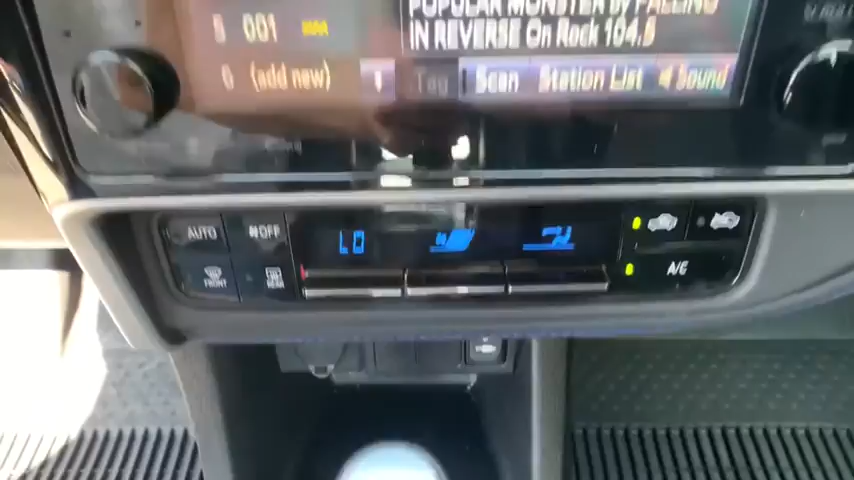 001
POPULAR MONSTER by FALLING
IN REVERSE On Rock 104.5
(add new)
Tag
Scan
Station List
Sound
AUTO
OFF
LO
FRONT
REAR
A/C